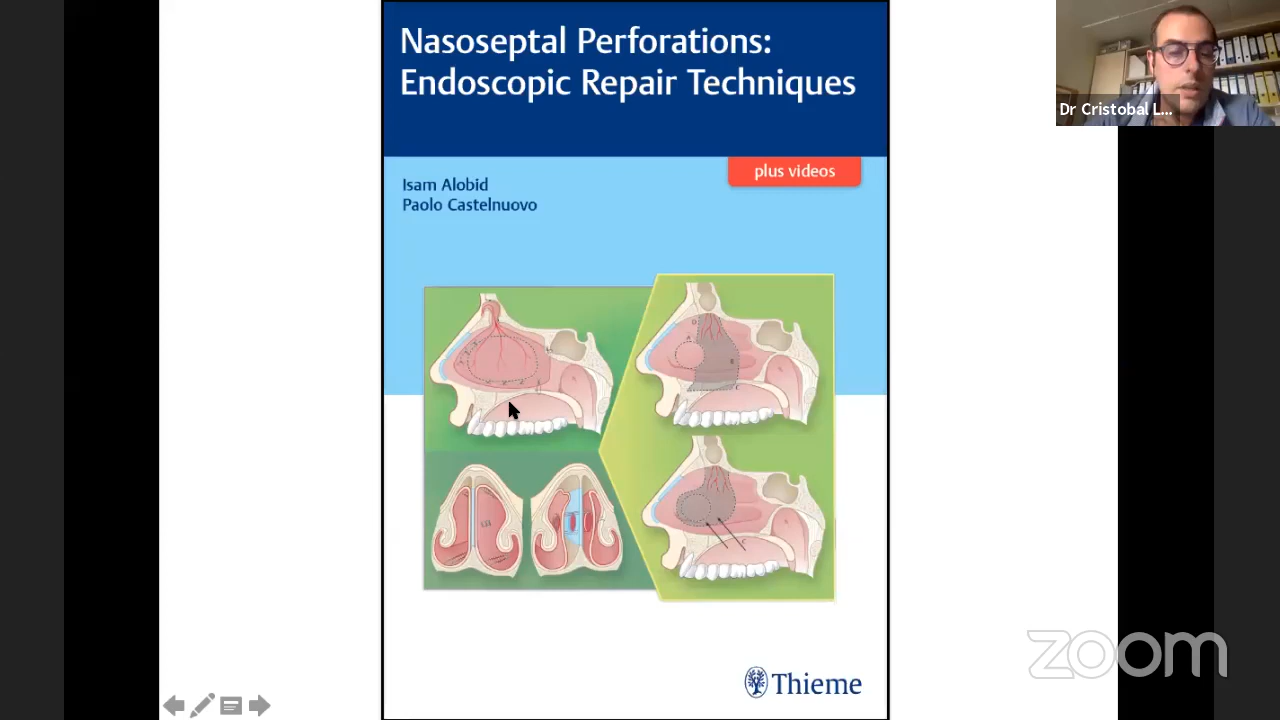 Nasoseptal Perforations:
Endoscopic Repair Techniques
plus videos
Isam Alobid
Paolo Castelnuovo
Thieme
Dr Cristobal L...
zoom